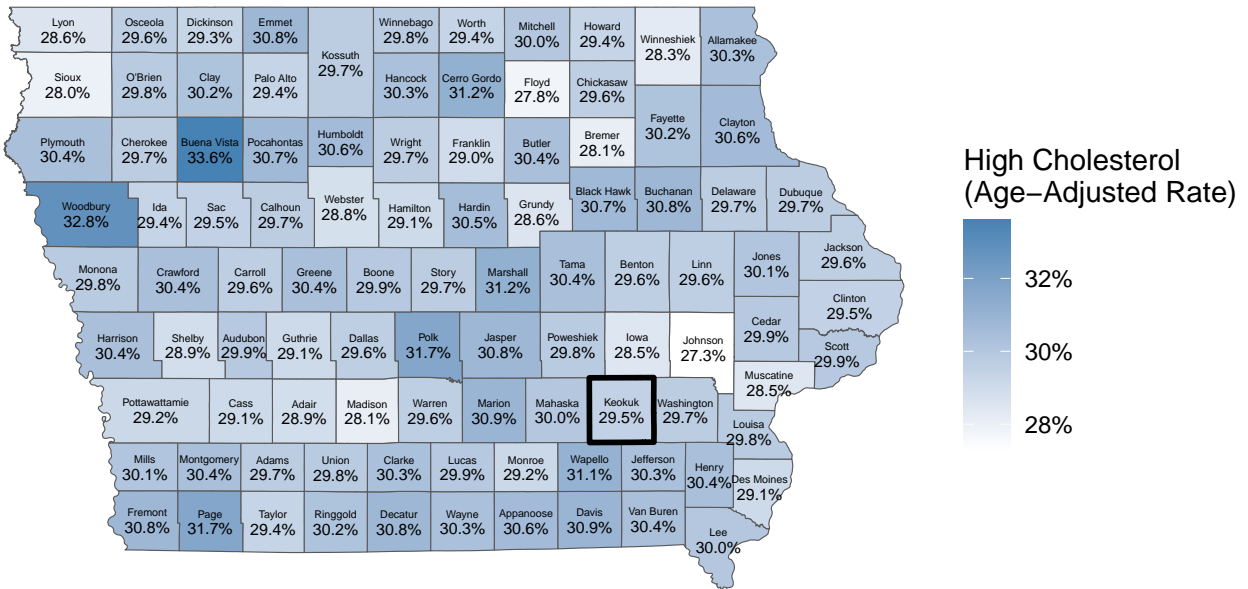 Lyon
28.6%
Osceola
29.6%
Dickinson
29.3%
Emmet
30.8%
Kossuth
29.7%
Winnebago
29.8%
Worth
29.4%
Mitchell
30.0%
Howard
29.4%
Winneshiek
28.3%
Allamakee
30.3%
Sioux
28.0%
O'Brien
29.8%
Clay
30.2%
Palo Alto
29.4%
Hancock
30.3%
Cerro Gordo
31.2%
Floyd
27.8%
Chickasaw
29.6%
Fayette
30.2%
Clayton
30.6%
Plymouth
30.4%
Cherokee
29.7%
Buena Vista
33.6%
Pocahontas
30.7%
Humboldt
30.6%
Wright
29.7%
Franklin
29.0%
Butler
30.4%
Bremer
28.1%
Woodbury
32.8%
Ida
29.4%
Sac
29.5%
Calhoun
29.7%
Webster
28.8%
Hamilton
29.1%
Hardin
30.5%
Grundy
28.6%
Black Hawk
30.7%
Buchanan
30.8%
Delaware
29.7%
Dubuque
29.7%
Monona
29.8%
Crawford
30.4%
Carroll
29.6%
Greene
30.4%
Boone
29.9%
Story
29.7%
Marshall
31.2%
Tama
30.4%
Benton
29.6%
Linn
29.6%
Jones
30.1%
Jackson
29.6%
Clinton
29.5%
Harrison
30.4%
Shelby
28.9%
Audubon
29.9%
Guthrie
29.1%
Dallas
29.6%
Polk
31.7%
Jasper
30.8%
Poweshiek
29.8%
Iowa
28.5%
Johnson
27.3%
Cedar
29.9%
Scott
29.9%
Muscatine
28.5%
Pottawattamie
29.2%
Cass
29.1%
Adair
28.9%
Madison
28.1%
Warren
29.6%
Marion
30.9%
Mahaska
30.0%
Keokuk
29.5%
Washington
29.7%
Louisa
29.8%
Mills
30.1%
Montgomery
30.4%
Adams
29.7%
Union
29.8%
Clarke
30.3%
Lucas
29.9%
Monroe
29.2%
Wapello
31.1%
Jefferson
30.3%
Henry
30.4%
Des Moines
29.1%
Fremont
30.8%
Page
31.7%
Taylor
29.4%
Ringgold
30.2%
Decatur
30.8%
Wayne
30.3%
Appanoose
30.6%
Davis
30.9%
Van Buren
30.4%
Lee
30.0%
High Cholesterol
(Age−Adjusted Rate)
32%
30%
28%